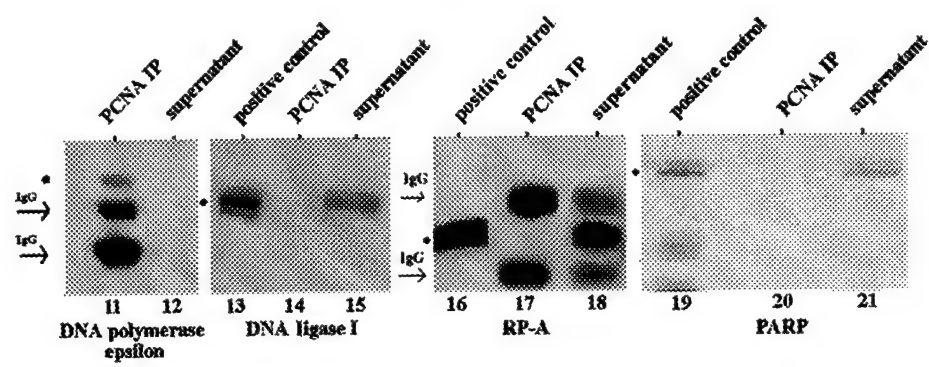 PCNA IP
supernatant
positive control
PCNA IP
supernatant
positive control
PCNA IP
supernatant
positive control
PCNA IP
supernatant
*
IgG
IgG
*
IgG
*
IgG
*
11 12 13 14 15 16 17 18 19 20 21
DNA polymerase
epsilon
DNA ligase I
RP-A
PARP